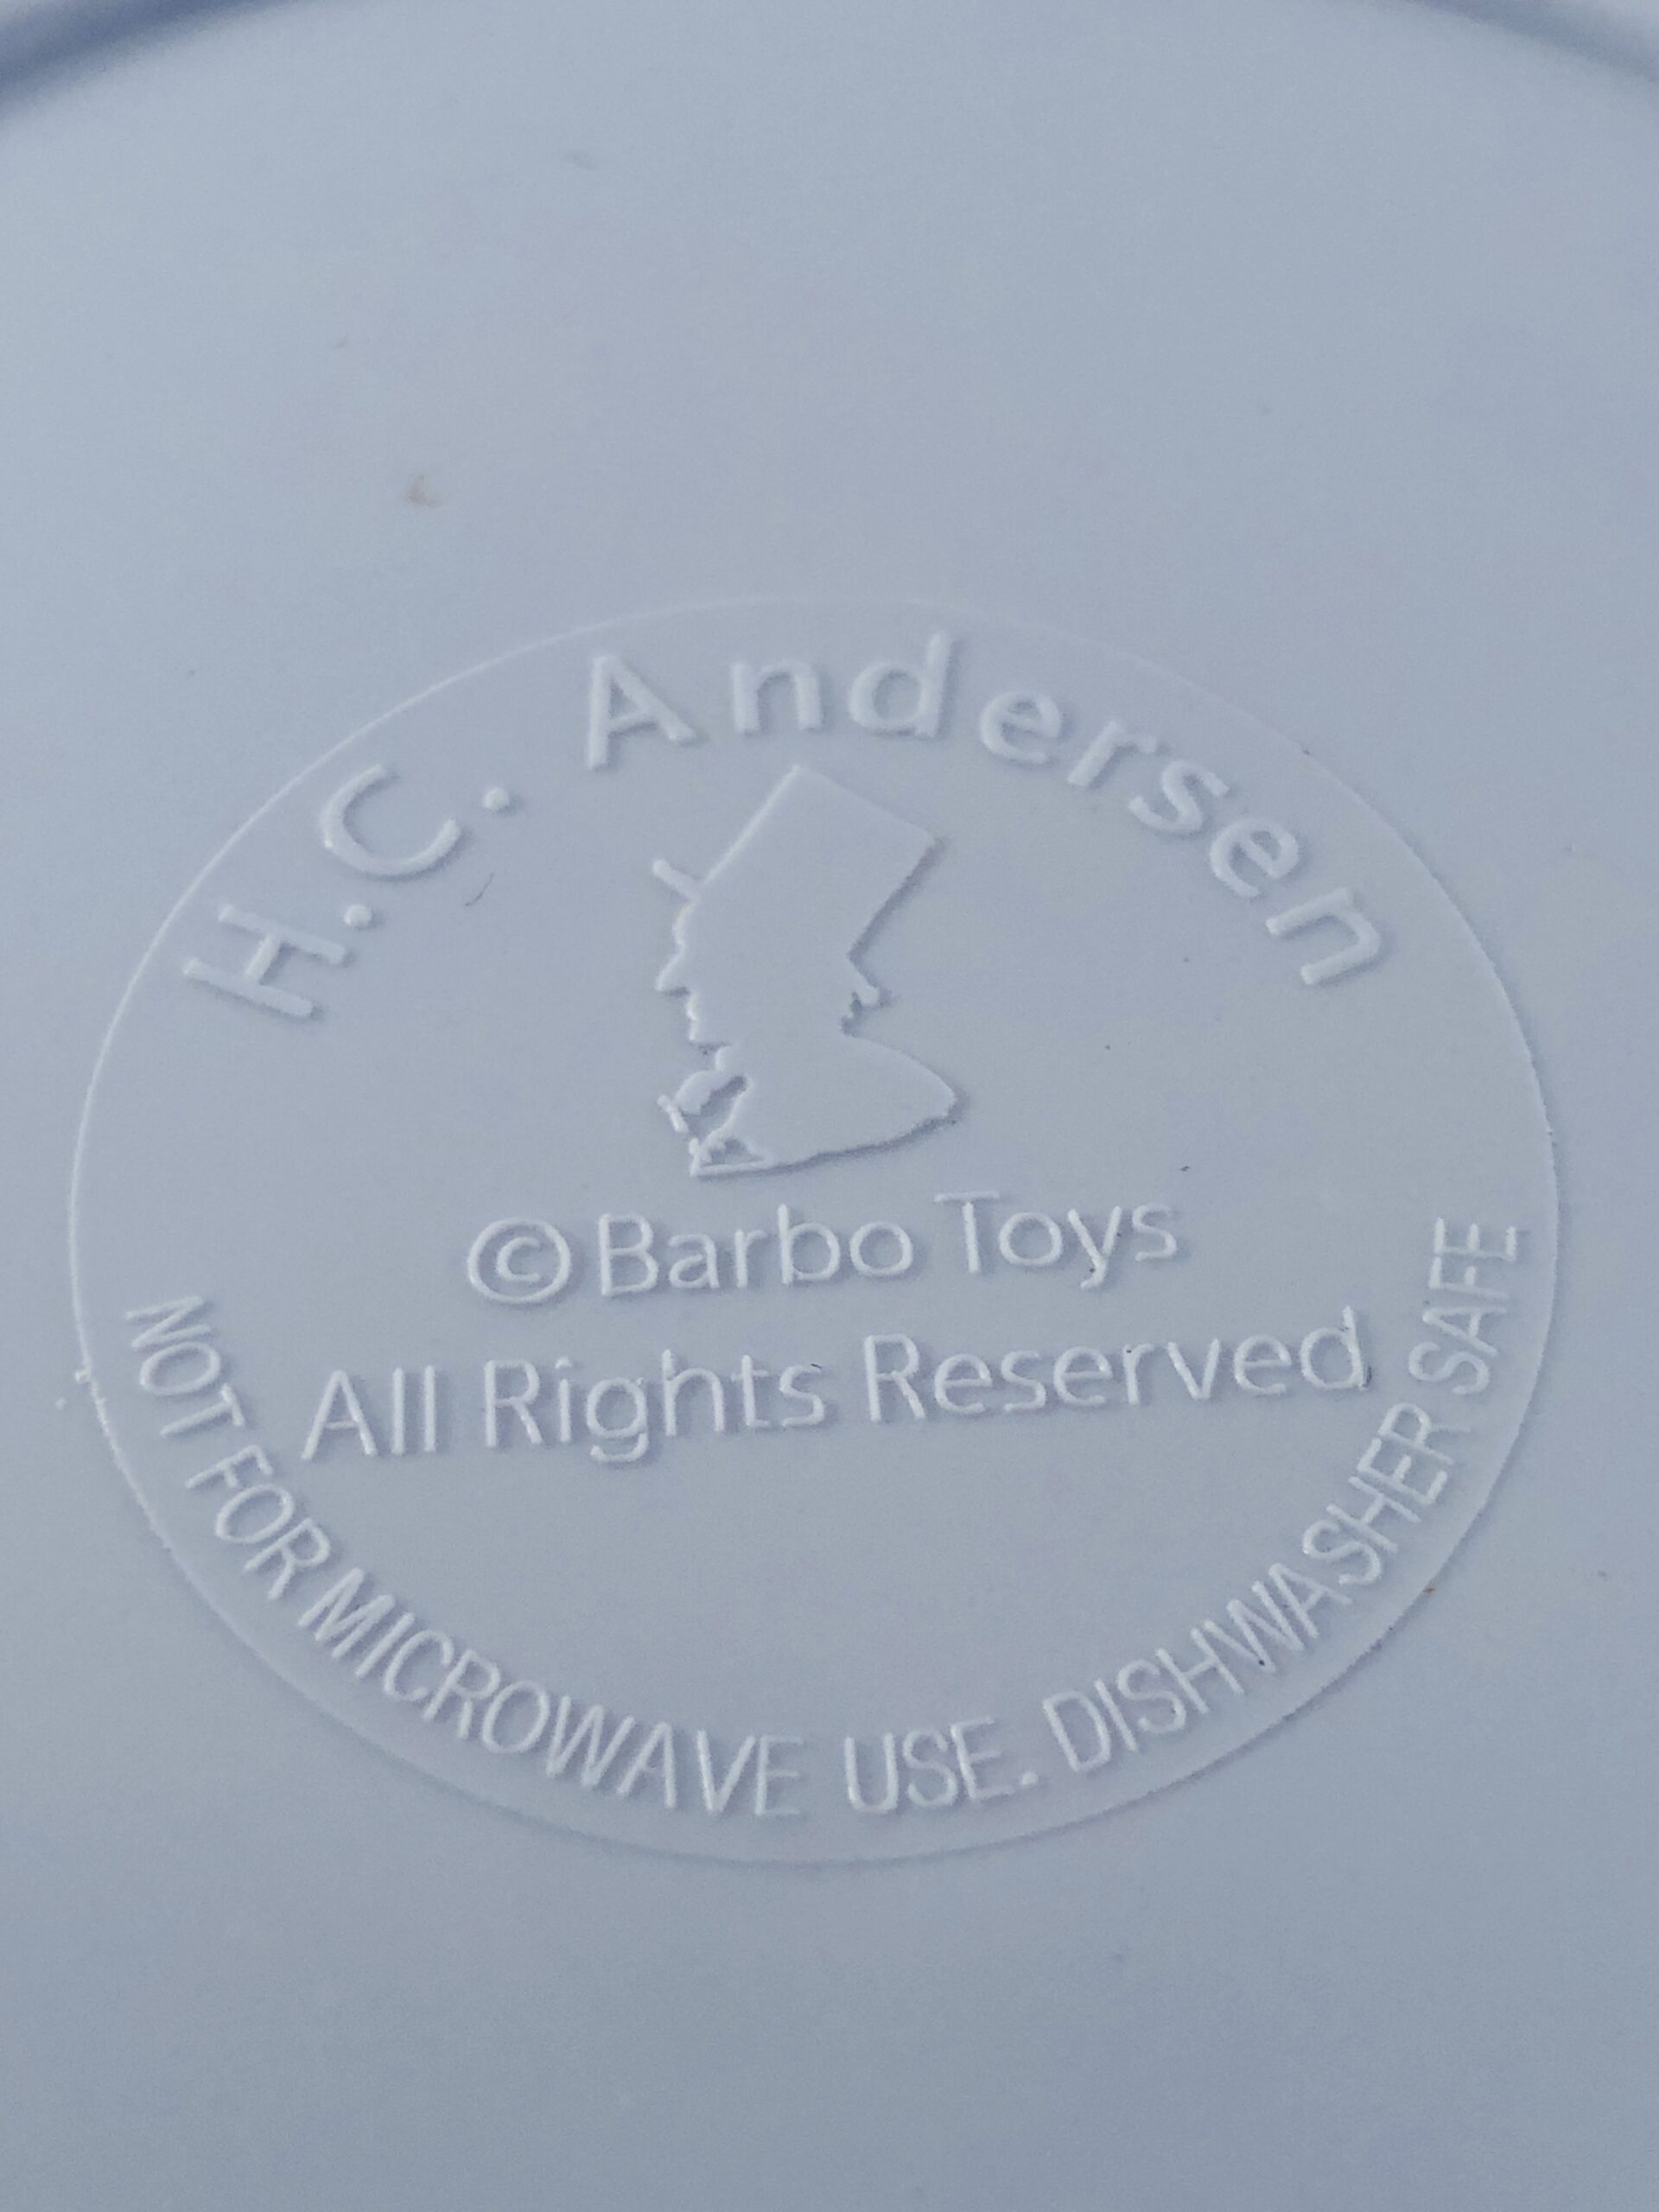 H.C. Andersen
©Barbo Toys
All Rights Reserved
NOT FOR MICROWAVE USE. DISHWASHER SAFE